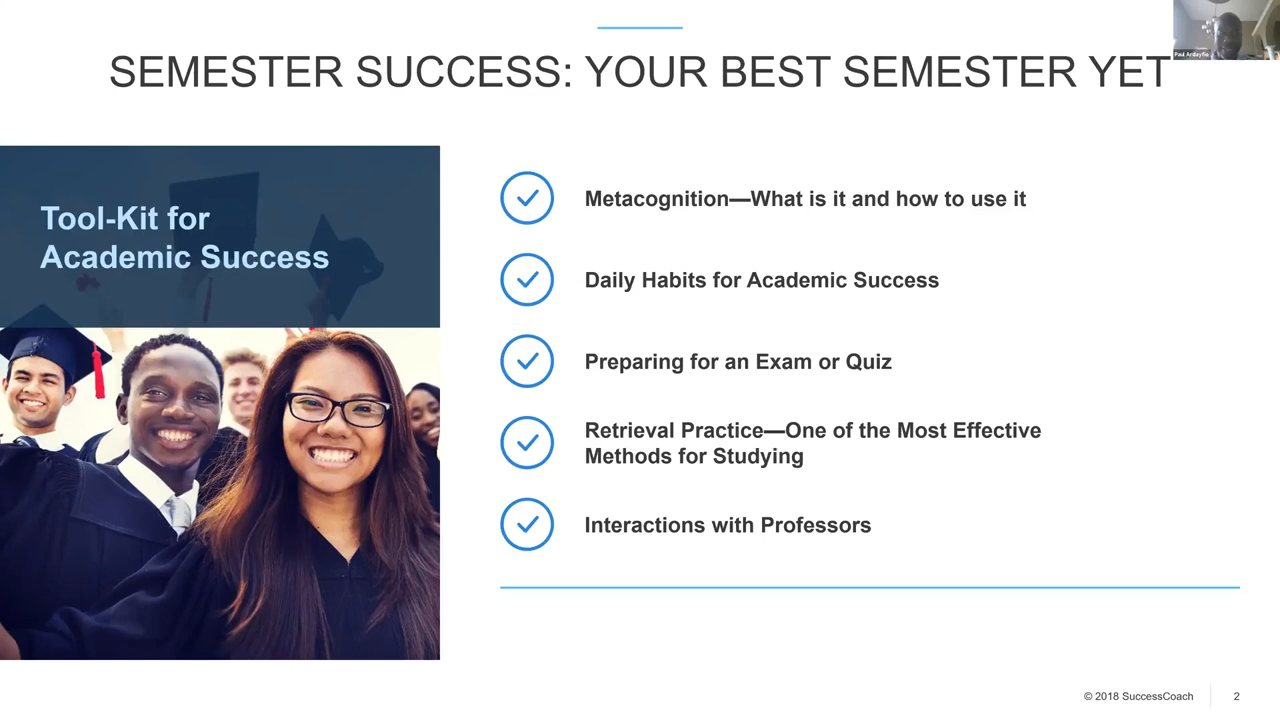 SEMESTER SUCCESS: YOUR BEST SEMESTER YET
Paul Ardayfio
Tool-Kit for
Academic Success
Metacognition—What is it and how to use it
Daily Habits for Academic Success
Preparing for an Exam or Quiz
Retrieval Practice—One of the Most Effective
Methods for Studying
Interactions with Professors
© 2018 SuccessCoach
2